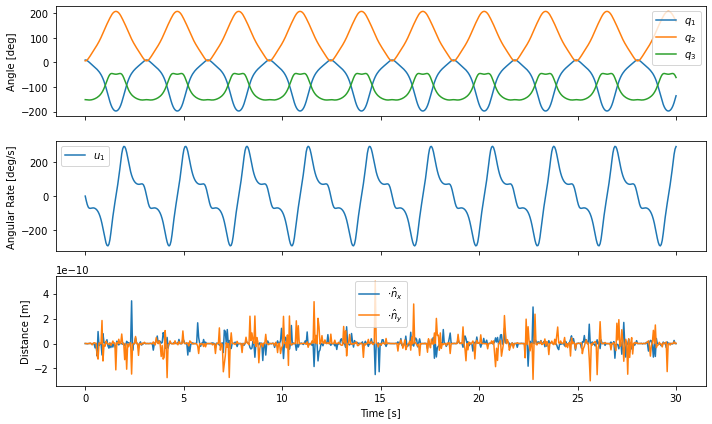 Angle [deg]
200
100
0
−100
−200
q₁
q₂
q₃
Angular Rate [deg/s]
200
0
−200
u₁
1e−10
Distance [m]
4
2
0
−2
·n̂ₓ
·n̂ᵧ
0
5
10
15
20
25
30
Time [s]